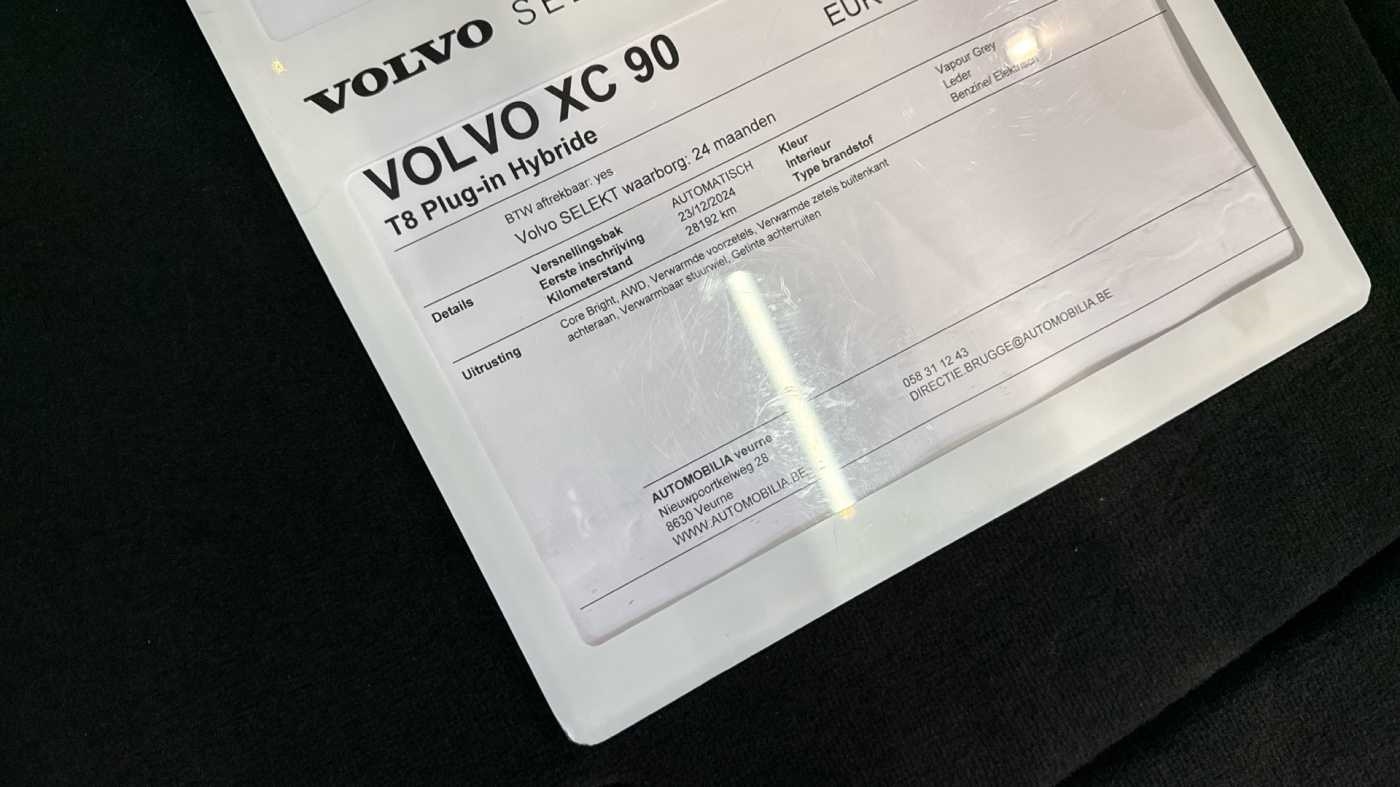 VOLVO SE
VOLVO XC 90
EUR
T8 Plug-in Hybride
BTW aftrekbaar: yes
Volvo SELEKT waarborg: 24 maanden
Details
Versnellingsbak AUTOMATISCH Kleur Vapour Grey
Eerste inschrijving 23/12/2024 Interieur Leder
Kilometerstand 28192 km Type brandstof Benzine/ Elektrisch
Uitrusting
Core Bright, AWD, Verwarmde voorzetels, Verwarmde zetels buitenkant
achteraan, Verwarmbaar stuurwiel, Getinte achterruiten
AUTOMOBILIA veurne 058 31 12 43
Nieuwpoortkeiweg 28 DIRECTIE.BRUGGE@AUTOMOBILIA.BE
8630 Veurne
WWW.AUTOMOBILIA.BE